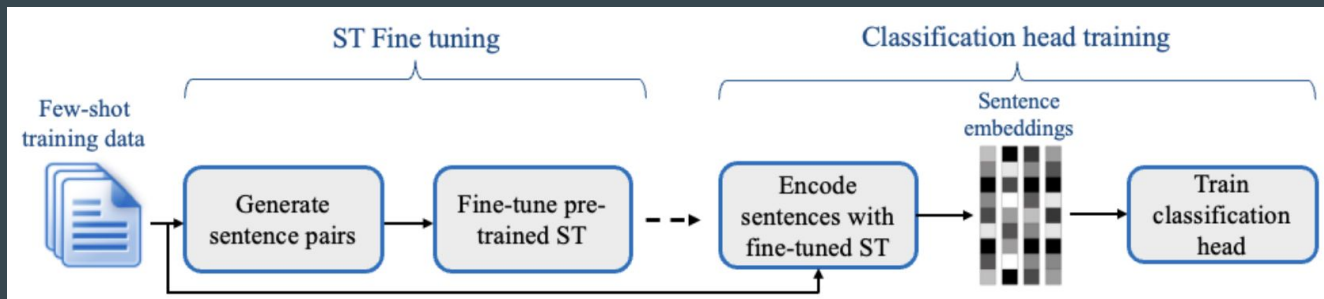 ST Fine tuning
Classification head training
Few-shot
training data
Generate
sentence pairs
Fine-tune pre-
trained ST
Encode
sentences with
fine-tuned ST
Sentence
embeddings
Train
classification
head